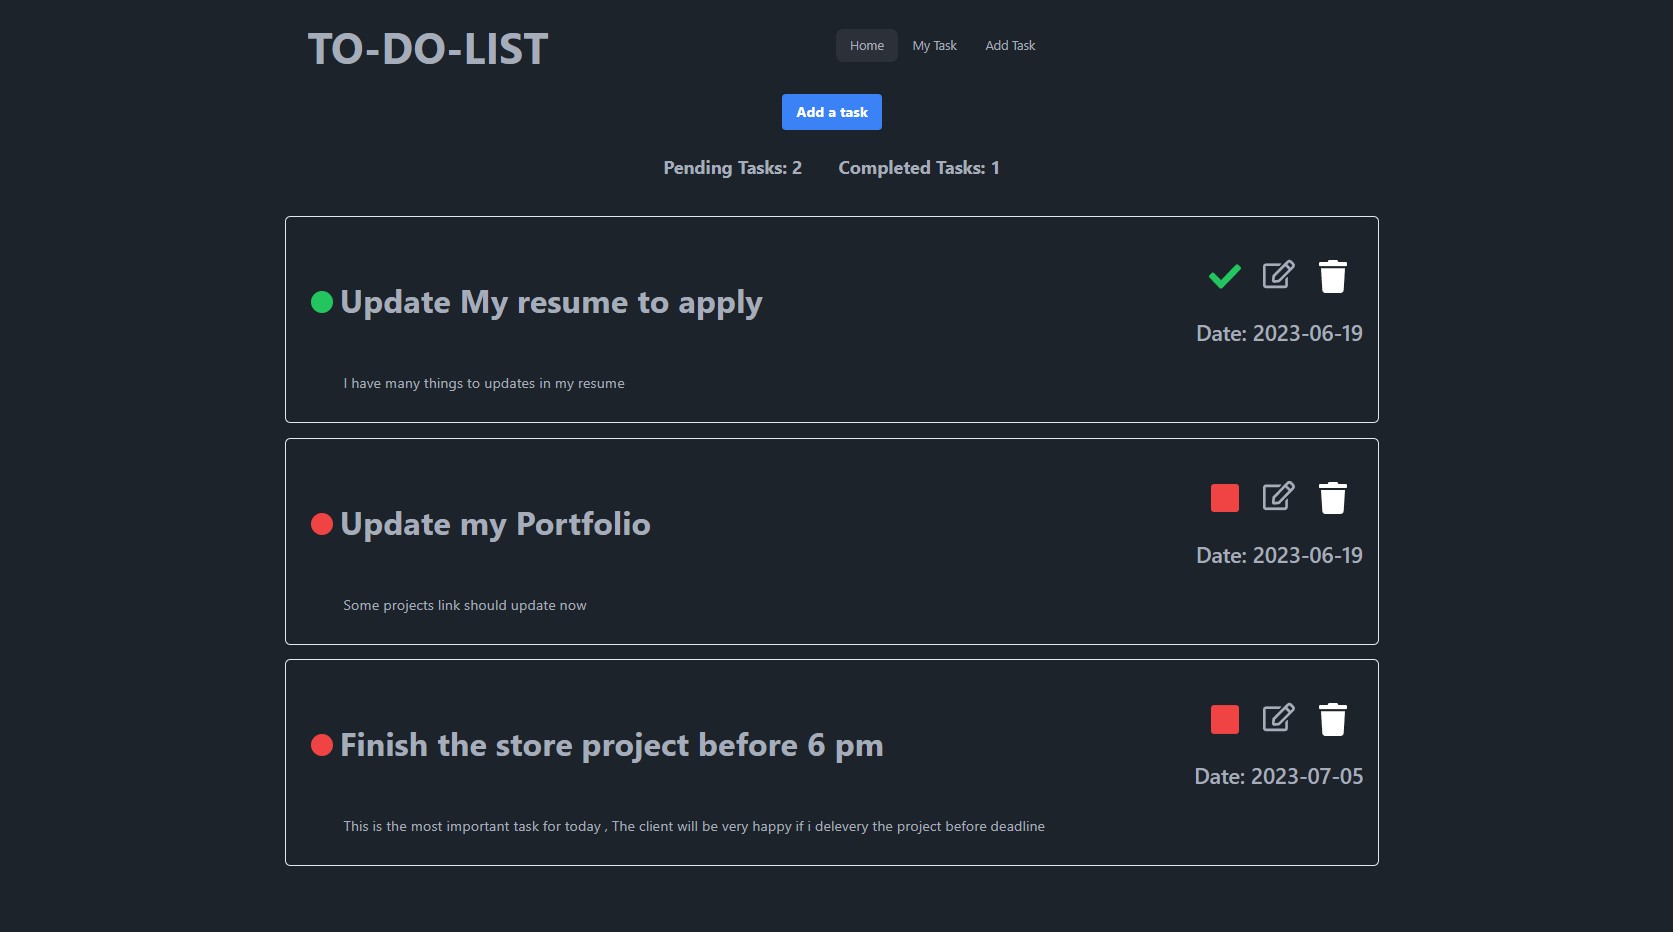 TO-DO-LIST
Home My Task Add Task
Add a task
Pending Tasks: 2 Completed Tasks: 1
Update My resume to apply
Date: 2023-06-19
I have many things to updates in my resume
Update my Portfolio
Date: 2023-06-19
Some projects link should update now
Finish the store project before 6 pm
Date: 2023-07-05
This is the most important task for today , The client will be very happy if i delevery the project before deadline